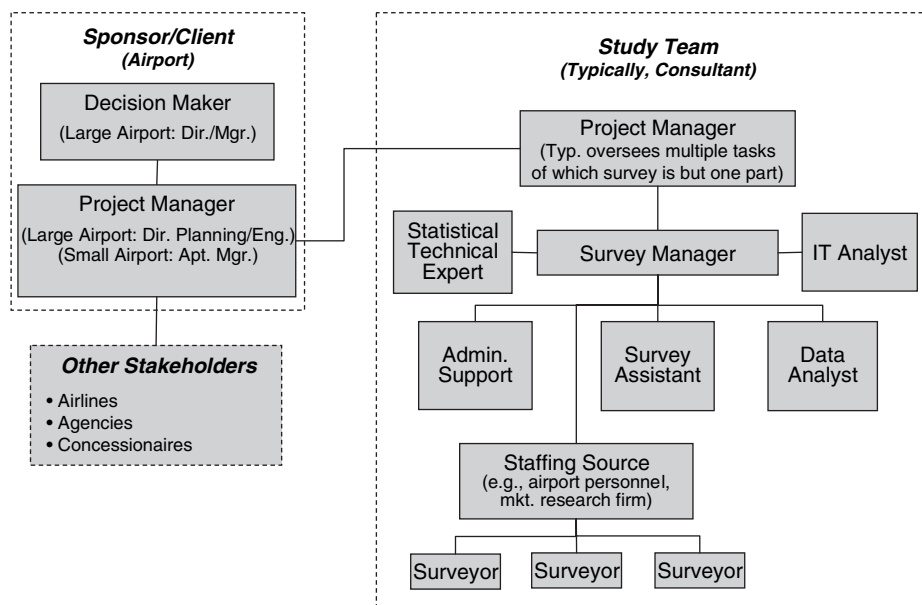 Sponsor/Client
(Airport)
Decision Maker
(Large Airport: Dir./Mgr.)
Project Manager
(Large Airport: Dir. Planning/Eng.)
(Small Airport: Apt. Mgr.)
Other Stakeholders
• Airlines
• Agencies
• Concessionaires
Study Team
(Typically, Consultant)
Project Manager
(Typ. oversees multiple tasks
of which survey is but one part)
Statistical
Technical
Expert
Survey Manager
IT Analyst
Admin.
Support
Survey
Assistant
Data
Analyst
Staffing Source
(e.g., airport personnel,
mkt. research firm)
Surveyor
Surveyor
Surveyor